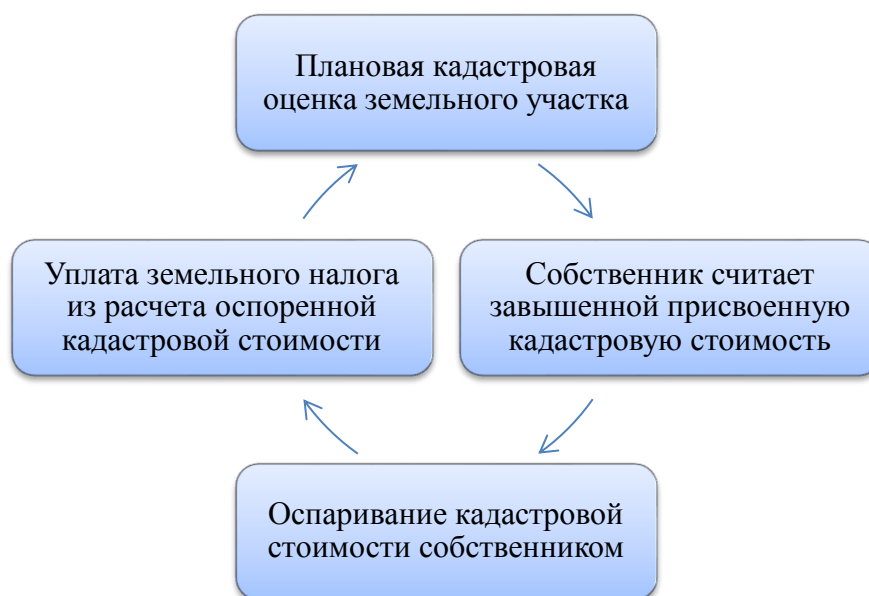 Плановая кадастровая
оценка земельного участка
Собственник считает
завышенной присвоенную
кадастровую стоимость
Оспаривание кадастровой
стоимости собственником
Уплата земельного налога
из расчета оспоренной
кадастровой стоимости